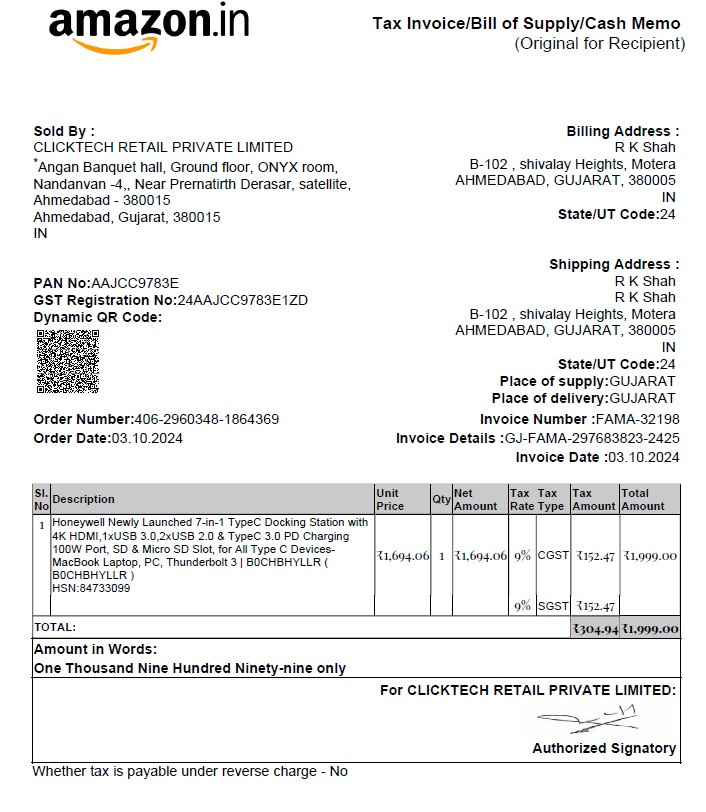 amazon.in
Tax Invoice/Bill of Supply/Cash Memo
(Original for Recipient)
Sold By :
CLICKTECH RETAIL PRIVATE LIMITED
*Angan Banquet hall, Ground floor, ONYX room,
Nandanvan -4,, Near Prernatirth Derasar, satellite,
Ahmedabad - 380015
Ahmedabad, Gujarat, 380015
IN
Billing Address :
R K Shah
B-102 , shivalay Heights, Motera
AHMEDABAD, GUJARAT, 380005
IN
State/UT Code:24
PAN No:AAJCC9783E
GST Registration No:24AAJCC9783E1ZD
Dynamic QR Code:
Shipping Address :
R K Shah
R K Shah
B-102 , shivalay Heights, Motera
AHMEDABAD, GUJARAT, 380005
IN
State/UT Code:24
Place of supply:GUJARAT
Place of delivery:GUJARAT
Order Number:406-2960348-1864369
Order Date:03.10.2024
Invoice Number :FAMA-32198
Invoice Details :GJ-FAMA-297683823-2425
Invoice Date :03.10.2024
Sl. No Description Unit Price Qty Net Amount Tax Rate Tax Type Tax Amount Total Amount
1 Honeywell Newly Launched 7-in-1 TypeC Docking Station with
4K HDMI,1xUSB 3.0,2xUSB 2.0 & TypeC 3.0 PD Charging
100W Port, SD & Micro SD Slot, for All Type C Devices-
MacBook Laptop, PC, Thunderbolt 3 | B0CHBHYLLR (
B0CHBHYLLR )
HSN:84733099
₹1,694.06 1 ₹1,694.06 9% CGST ₹152.47 ₹1,999.00
9% SGST ₹152.47
TOTAL: ₹304.94 ₹1,999.00
Amount in Words:
One Thousand Nine Hundred Ninety-nine only
For CLICKTECH RETAIL PRIVATE LIMITED:
Authorized Signatory
Whether tax is payable under reverse charge - No